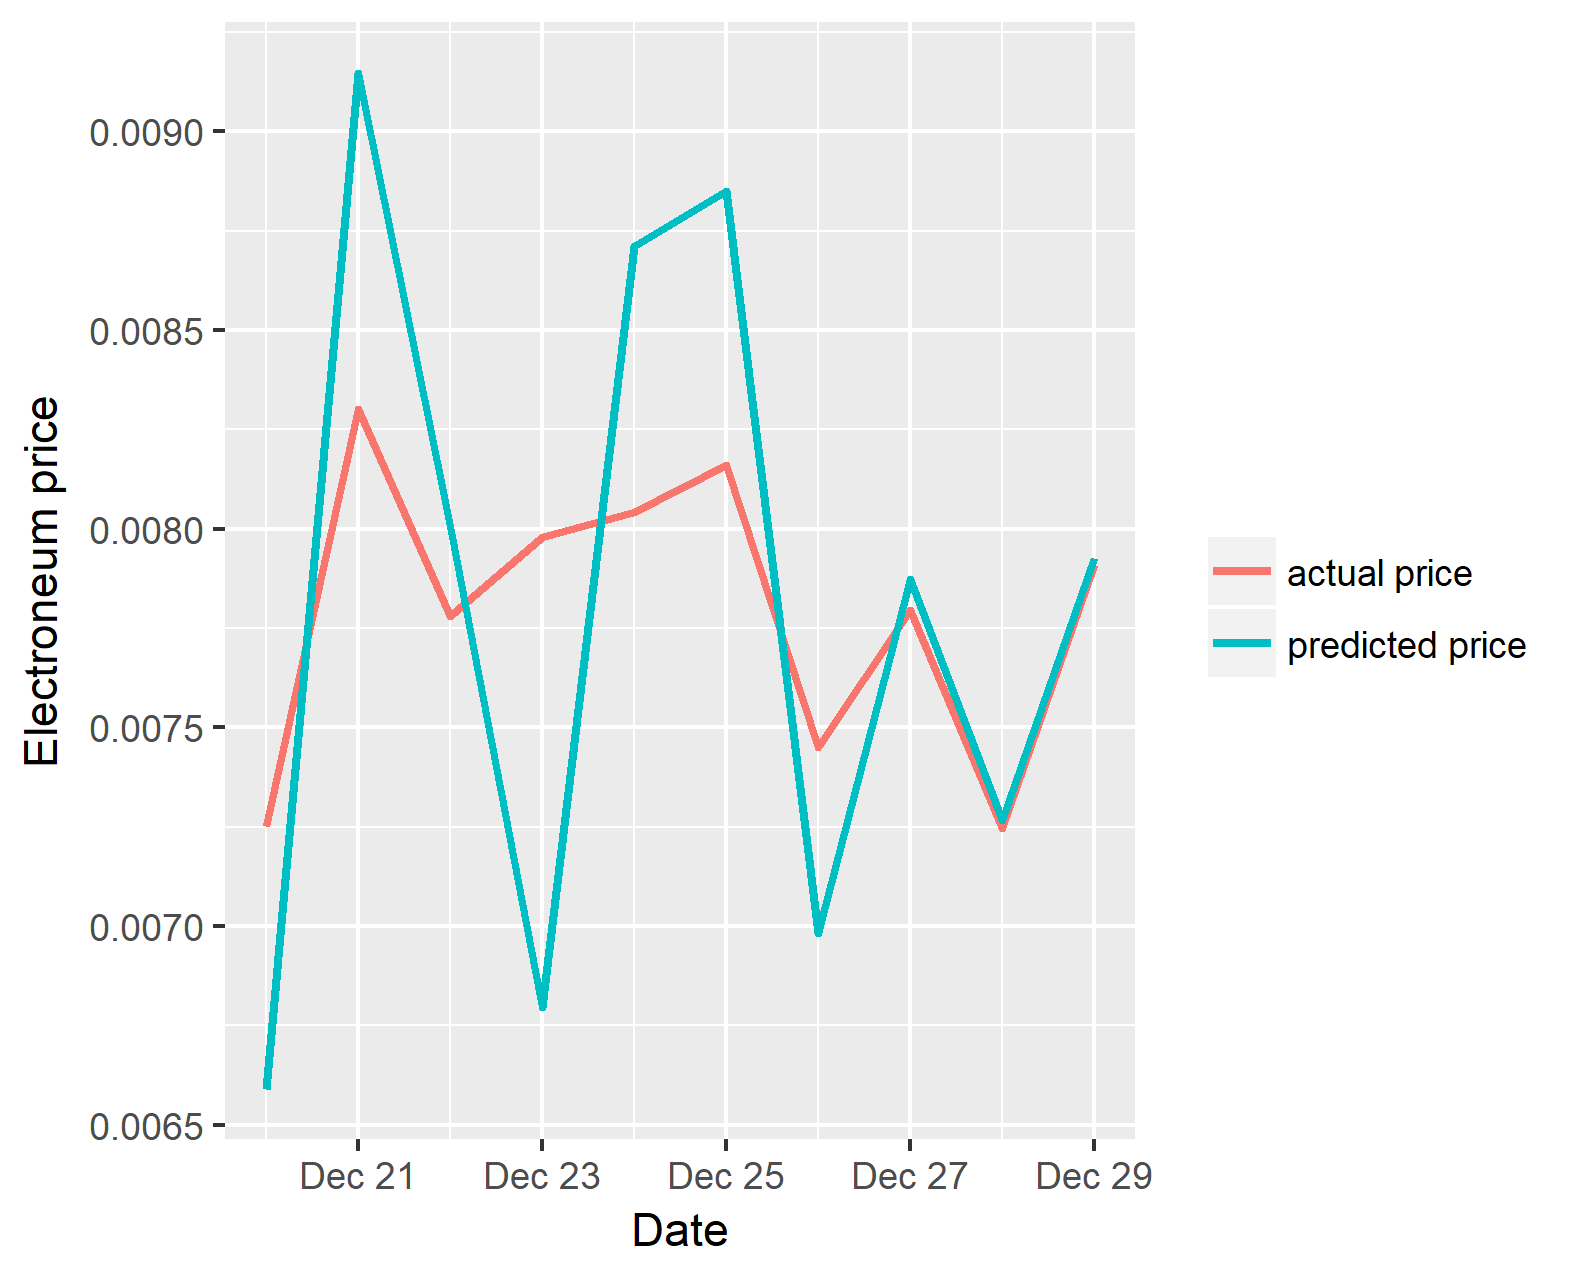 Electroneum price
0.0090
0.0085
0.0080
0.0075
0.0070
0.0065
Dec 21 Dec 23 Dec 25 Dec 27 Dec 29
Date
actual price
predicted price